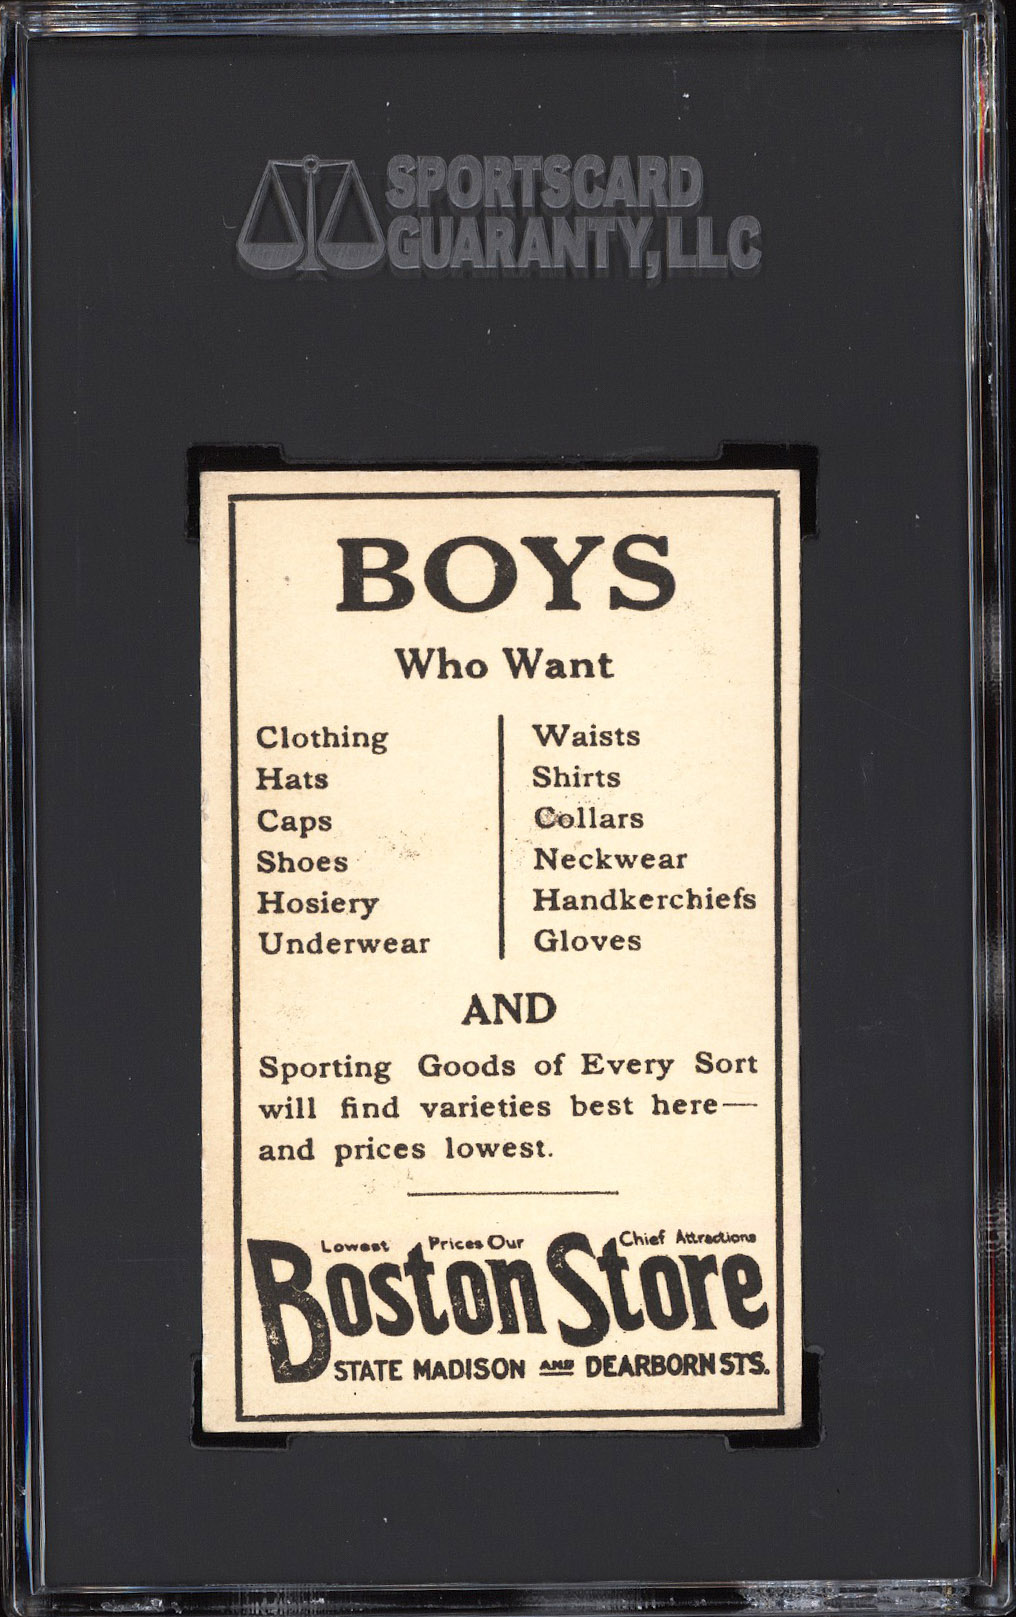 SPORTSCARD
GUARANTY, LLC
BOYS
Who Want
Clothing
Hats
Caps
Shoes
Hosiery
Underwear
Waists
Shirts
Collars
Neckwear
Handkerchiefs
Gloves
AND
Sporting Goods of Every Sort
will find varieties best here—
and prices lowest.
Lowest Prices Our Chief Attractions
Boston Store
STATE MADISON AND DEARBORN STS.